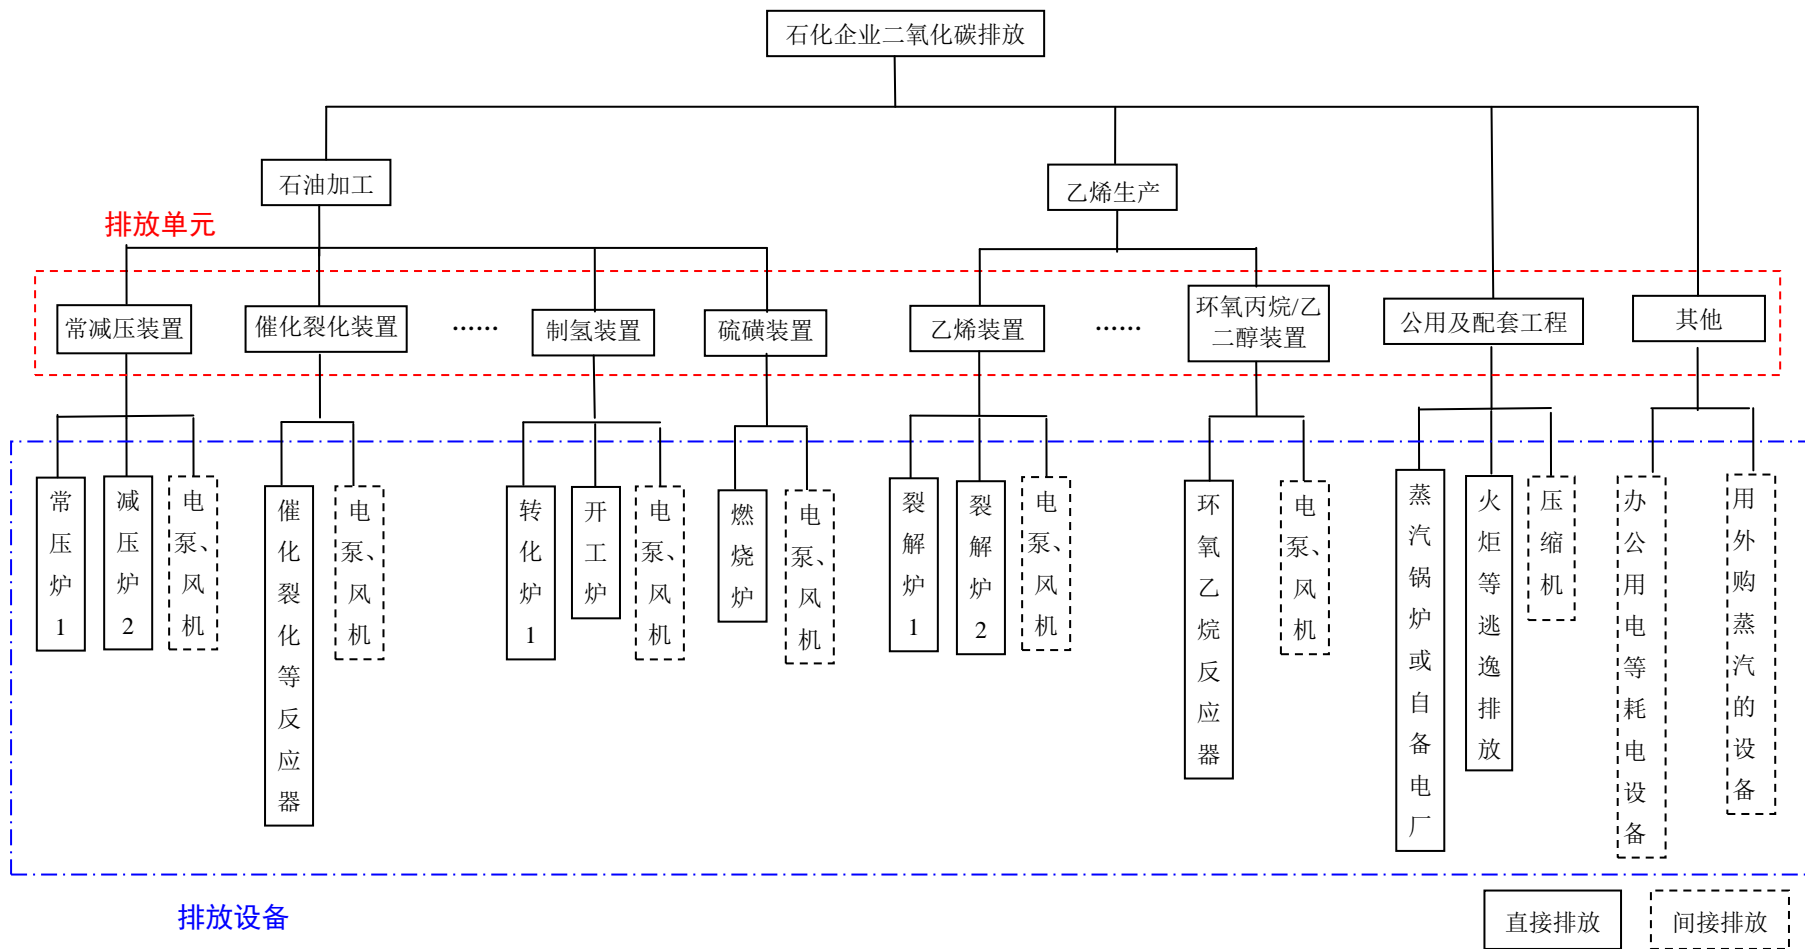 石化企业二氧化碳排放
石油加工
乙烯生产
排放单元
常减压装置
催化裂化装置
……
制氢装置
硫磺装置
乙烯装置
……
环氧丙烷/乙
二醇装置
公用及配套工程
其他
常压炉1
减压炉2
电泵、风机
催化裂化等反应器
电泵、风机
转化炉1
开工炉
电泵、风机
燃烧炉
电泵、风机
裂解炉1
裂解炉2
电泵、风机
环氧乙烷反应器
电泵、风机
蒸汽锅炉或自备电厂
火炬等逃逸排放
压缩机
办公用电等耗电设备
用外购蒸汽的设备
排放设备
直接排放
间接排放